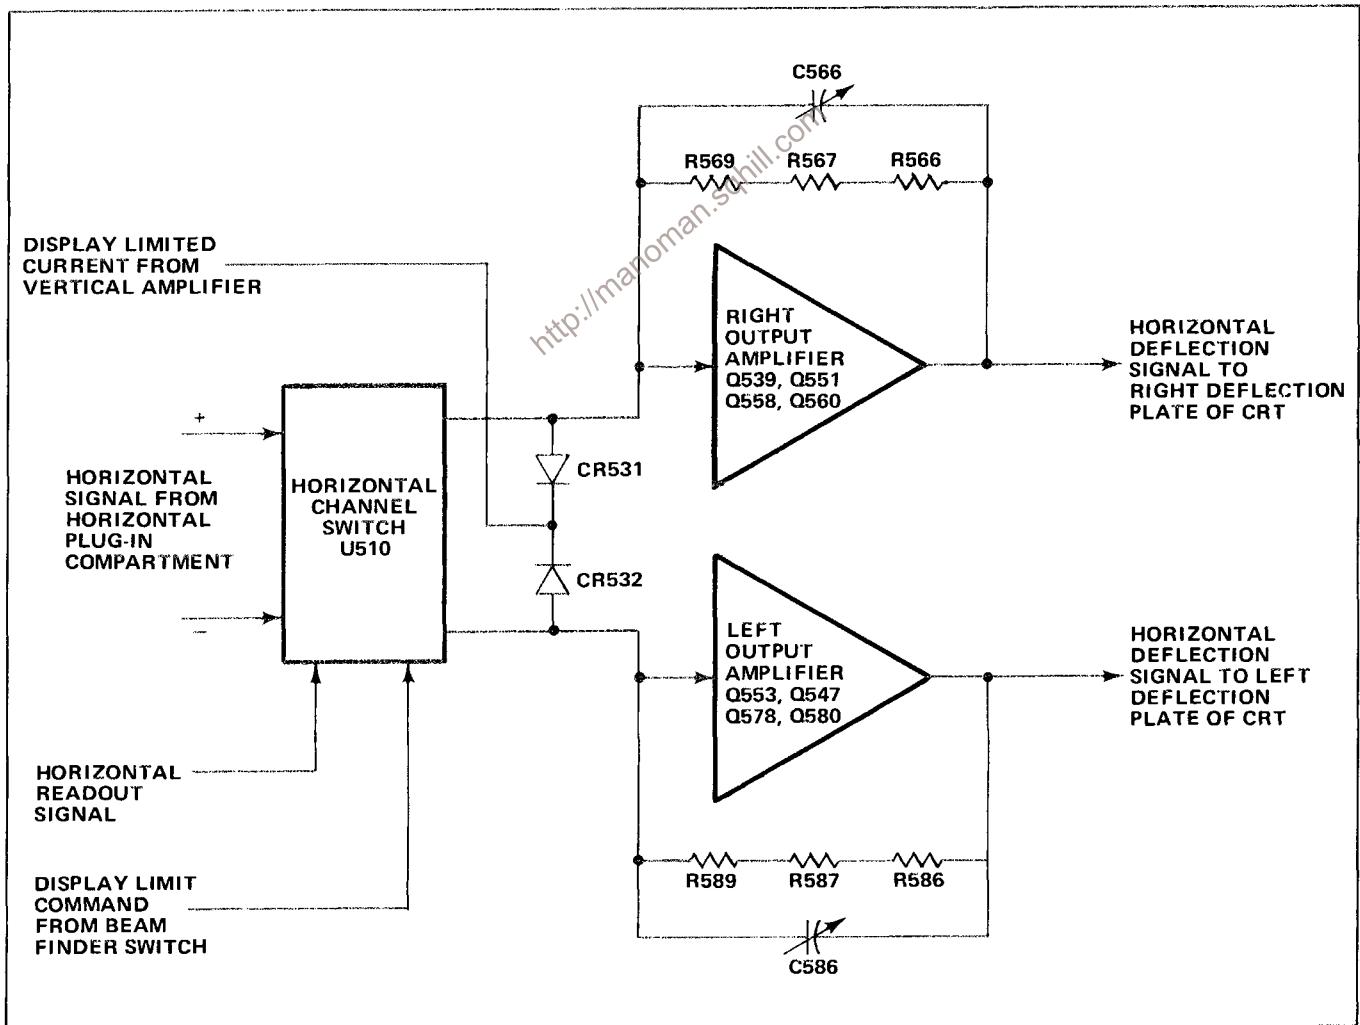 C566
R569 R567 R566
DISPLAY LIMITED
CURRENT FROM
VERTICAL AMPLIFIER
http://manoman.sqhill.com
RIGHT
OUTPUT
AMPLIFIER
Q539, Q551
Q558, Q560
HORIZONTAL
DEFLECTION
SIGNAL TO
RIGHT DEFLECTION
PLATE OF CRT
+
HORIZONTAL
SIGNAL FROM
HORIZONTAL
PLUG-IN
COMPARTMENT
−
HORIZONTAL
CHANNEL
SWITCH
U510
CR531
CR532
LEFT
OUTPUT
AMPLIFIER
Q553, Q547
Q578, Q580
HORIZONTAL
DEFLECTION
SIGNAL TO LEFT
DEFLECTION
PLATE OF CRT
HORIZONTAL
READOUT
SIGNAL
R589 R587 R586
DISPLAY LIMIT
COMMAND
FROM BEAM
FINDER SWITCH
C586